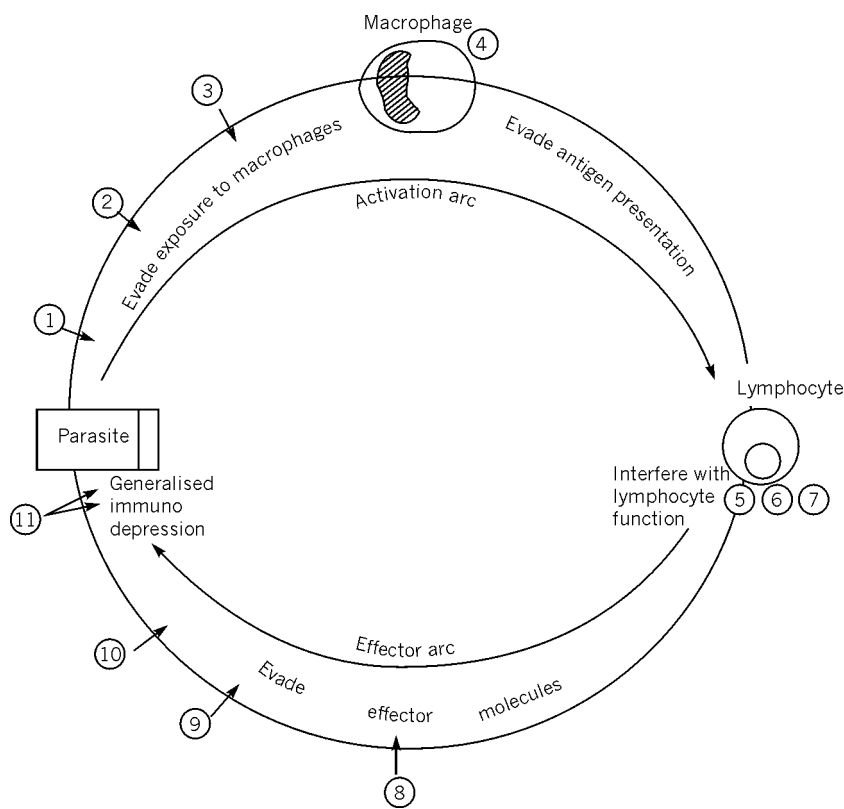 Macrophage
4
3
Evade exposure to macrophages
Evade antigen presentation
2
Activation arc
1
Lymphocyte
Parasite
Interfere with
lymphocyte
function
5 6 7
Generalised
immuno
depression
11
10
Effector arc
Evade effector molecules
9
8